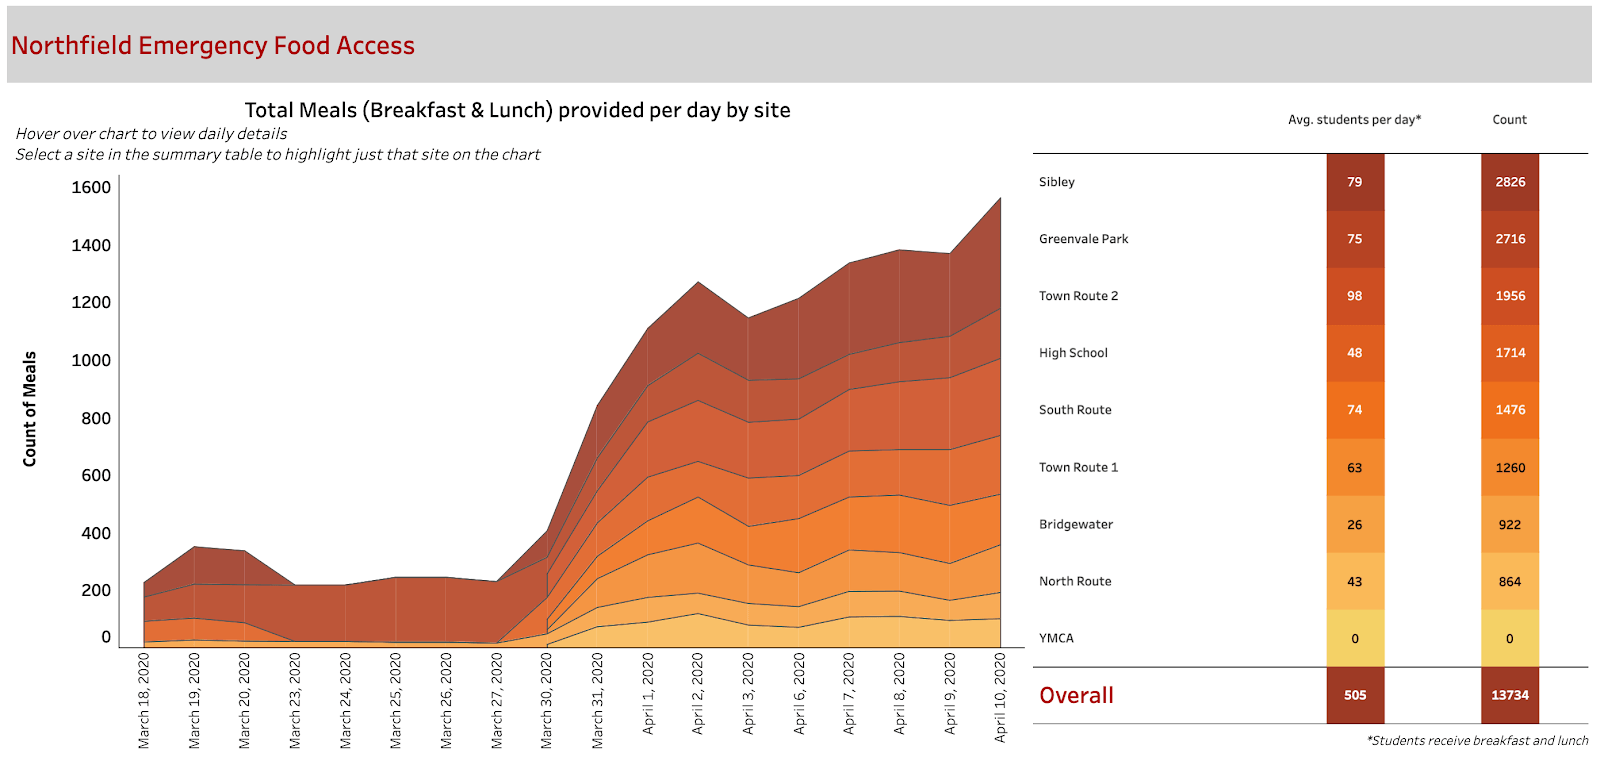 Northfield Emergency Food Access
Total Meals (Breakfast & Lunch) provided per day by site
Hover over chart to view daily details
Select a site in the summary table to highlight just that site on the chart
Count of Meals
1600
1400
1200
1000
800
600
400
200
0
March 18, 2020
March 19, 2020
March 20, 2020
March 23, 2020
March 24, 2020
March 25, 2020
March 26, 2020
March 27, 2020
March 30, 2020
March 31, 2020
April 1, 2020
April 2, 2020
April 3, 2020
April 6, 2020
April 7, 2020
April 8, 2020
April 9, 2020
April 10, 2020
Avg. students per day* Count
Sibley 79 2826
Greenvale Park 75 2716
Town Route 2 98 1956
High School 48 1714
South Route 74 1476
Town Route 1 63 1260
Bridgewater 26 922
North Route 43 864
YMCA 0 0
Overall 505 13734
*Students receive breakfast and lunch